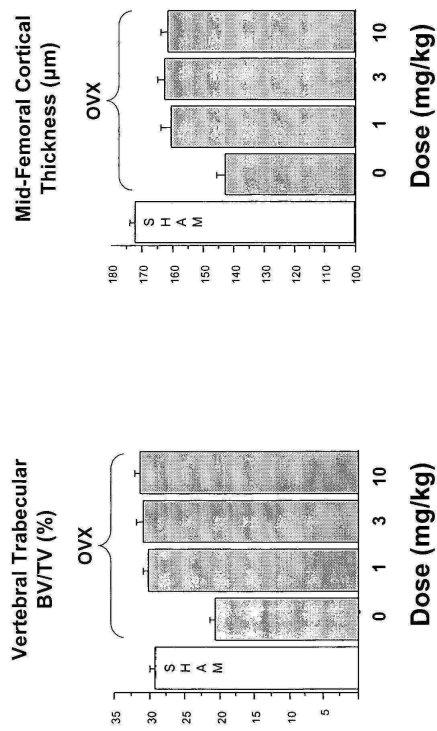 Vertebral Trabecular
BV/TV (%)
OVX
35
30
25
20
15
10
5
SHAM
0
1
3
10
Dose (mg/kg)
Mid-Femoral Cortical
Thickness (µm)
OVX
180
170
160
150
140
130
120
110
100
SHAM
0
1
3
10
Dose (mg/kg)